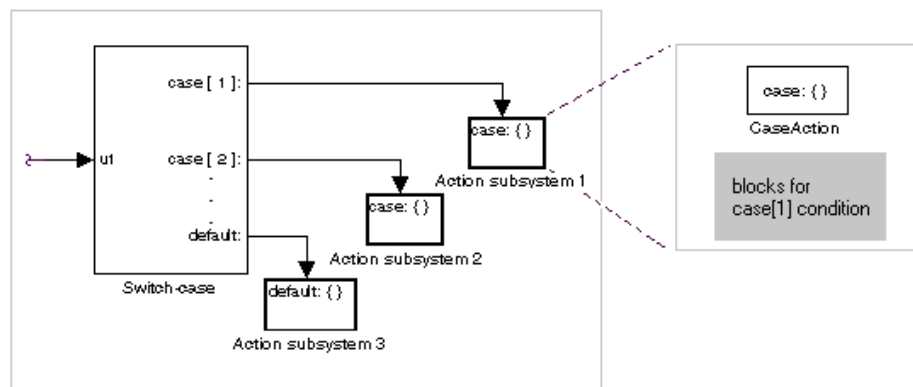 case [ 1 ]:
case: { }
CaseAction
case: { }
u1
case [ 2 ]:
Action subsystem 1
blocks for
case[1] condition
case: { }
default:
Action subsystem 2
Switch-case
default: { }
Action subsystem 3